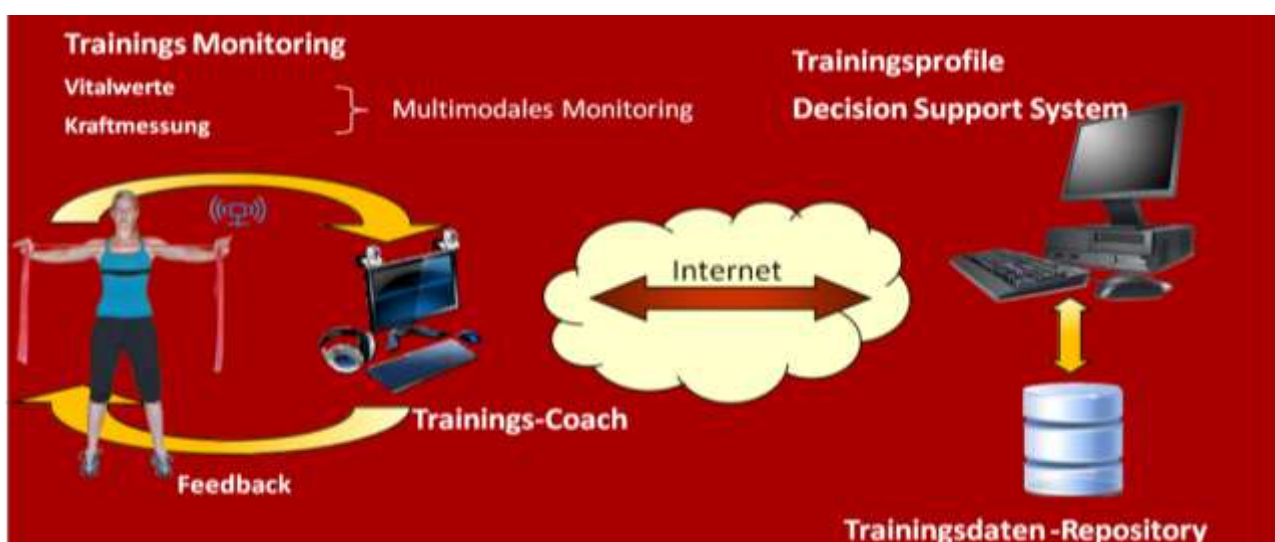 Trainings Monitoring
Vitalwerte
Kraftmessung
Multimodales Monitoring
Trainingsprofile
Decision Support System
Internet
Trainings-Coach
Feedback
Trainingsdaten-Repository